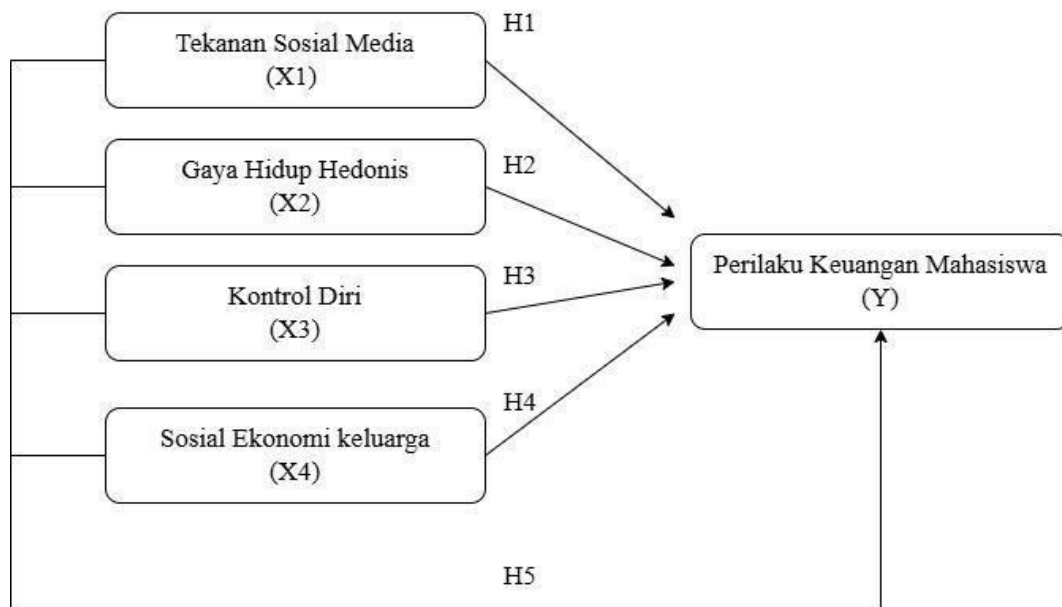 H1
Tekanan Sosial Media
(X1)
H2
Gaya Hidup Hedonis
(X2)
H3
Kontrol Diri
(X3)
H4
Sosial Ekonomi keluarga
(X4)
Perilaku Keuangan Mahasiswa
(Y)
H5